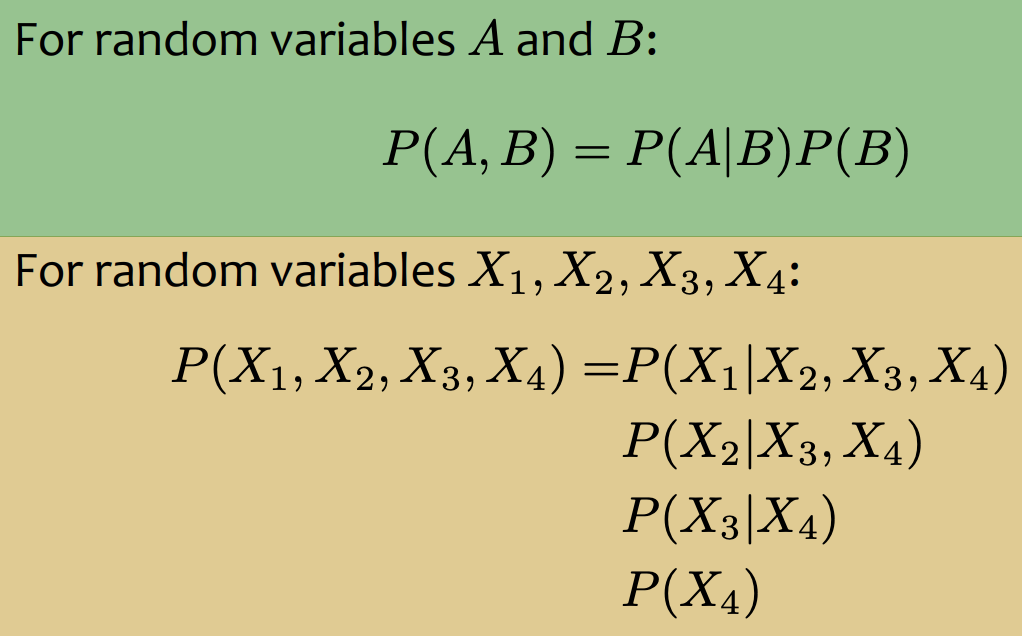 For random variables A and B:
P(A, B) = P(A|B)P(B)
For random variables X₁, X₂, X₃, X₄:
P(X₁, X₂, X₃, X₄) =P(X₁|X₂, X₃, X₄)
P(X₂|X₃, X₄)
P(X₃|X₄)
P(X₄)